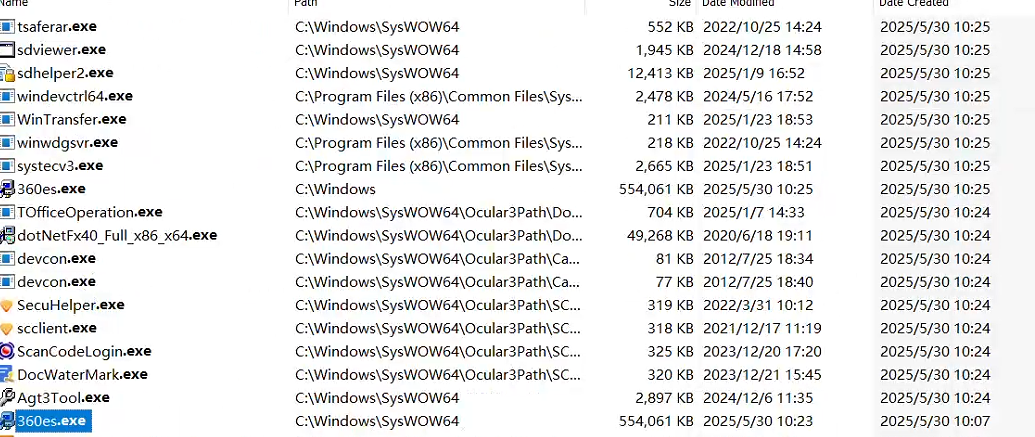 Name Path Size Date Modified Date Created
tsaferar.exe C:\Windows\SysWOW64 552 KB 2022/10/25 14:24 2025/5/30 10:25
sdviewer.exe C:\Windows\SysWOW64 1,945 KB 2024/12/18 14:58 2025/5/30 10:25
sdhelper2.exe C:\Windows\SysWOW64 12,413 KB 2025/1/9 16:52 2025/5/30 10:25
windevctrl64.exe C:\Program Files (x86)\Common Files\Sys... 2,478 KB 2024/5/16 17:52 2025/5/30 10:25
WinTransfer.exe C:\Windows\SysWOW64 211 KB 2025/1/23 18:53 2025/5/30 10:25
winwdgsvr.exe C:\Program Files (x86)\Common Files\Sys... 218 KB 2022/10/25 14:24 2025/5/30 10:25
systecv3.exe C:\Program Files (x86)\Common Files\Sys... 2,665 KB 2025/1/23 18:51 2025/5/30 10:25
360es.exe C:\Windows 554,061 KB 2025/5/30 10:25 2025/5/30 10:25
TOfficeOperation.exe C:\Windows\SysWOW64\Ocular3Path\Do... 704 KB 2025/1/7 14:33 2025/5/30 10:24
dotNetFx40_Full_x86_x64.exe C:\Windows\SysWOW64\Ocular3Path\Do... 49,268 KB 2020/6/18 19:11 2025/5/30 10:24
devcon.exe C:\Windows\SysWOW64\Ocular3Path\Ca... 81 KB 2012/7/25 18:34 2025/5/30 10:24
devcon.exe C:\Windows\SysWOW64\Ocular3Path\Ca... 77 KB 2012/7/25 18:40 2025/5/30 10:24
SecuHelper.exe C:\Windows\SysWOW64\Ocular3Path\SC... 319 KB 2022/3/31 10:12 2025/5/30 10:24
scclient.exe C:\Windows\SysWOW64\Ocular3Path\SC... 318 KB 2021/12/17 11:19 2025/5/30 10:24
ScanCodeLogin.exe C:\Windows\SysWOW64\Ocular3Path\SC... 325 KB 2023/12/20 17:20 2025/5/30 10:24
DocWaterMark.exe C:\Windows\SysWOW64\Ocular3Path\SC... 320 KB 2023/12/21 15:45 2025/5/30 10:24
Agt3Tool.exe C:\Windows\SysWOW64 2,897 KB 2024/12/6 11:35 2025/5/30 10:24
360es.exe C:\Windows\SysWOW64 554,061 KB 2025/5/30 10:23 2025/5/30 10:07